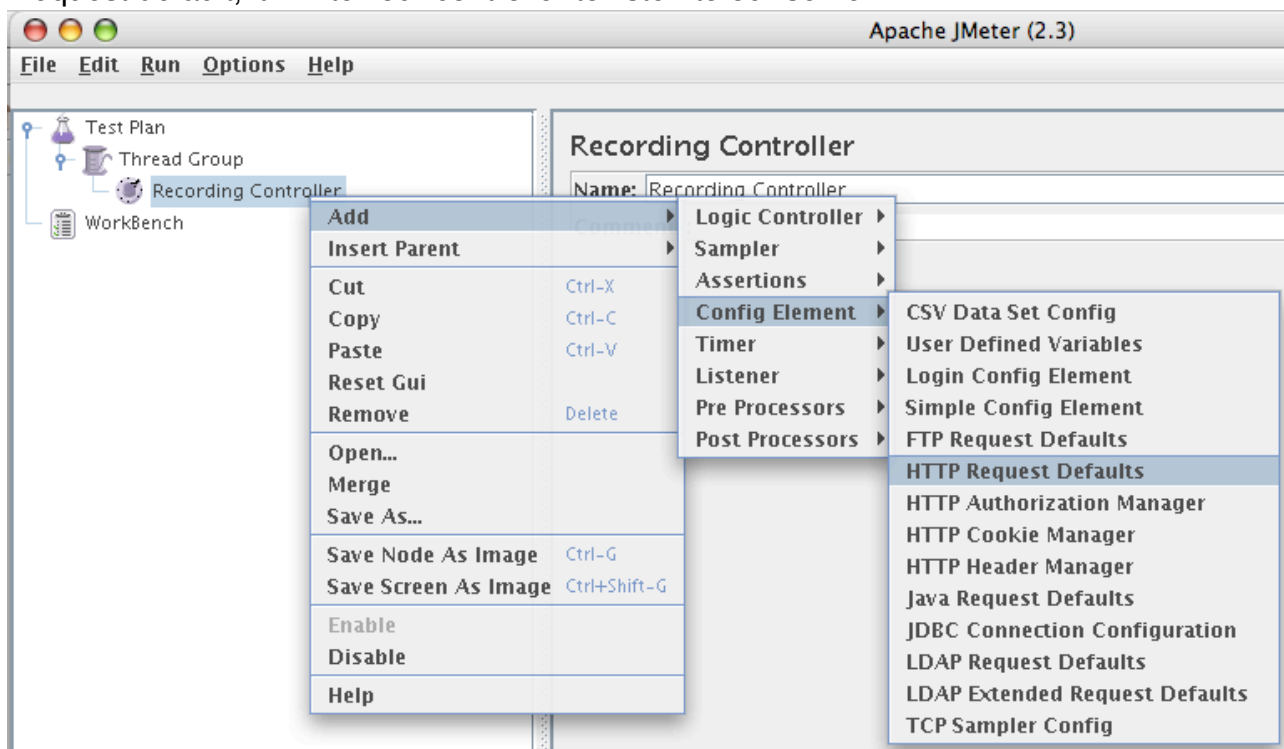 Apache JMeter (2.3)
File Edit Run Options Help
Test Plan
Thread Group
Recording Controller
WorkBench
Recording Controller
Name: Recording Controller
Add
Insert Parent
Cut Ctrl-X
Copy Ctrl-C
Paste Ctrl-V
Reset Gui
Remove Delete
Open...
Merge
Save As...
Save Node As Image Ctrl-G
Save Screen As Image Ctrl+Shift-G
Enable
Disable
Help
Logic Controller
Sampler
Assertions
Config Element
Timer
Listener
Pre Processors
Post Processors
CSV Data Set Config
User Defined Variables
Login Config Element
Simple Config Element
FTP Request Defaults
HTTP Request Defaults
HTTP Authorization Manager
HTTP Cookie Manager
HTTP Header Manager
Java Request Defaults
JDBC Connection Configuration
LDAP Request Defaults
LDAP Extended Request Defaults
TCP Sampler Config